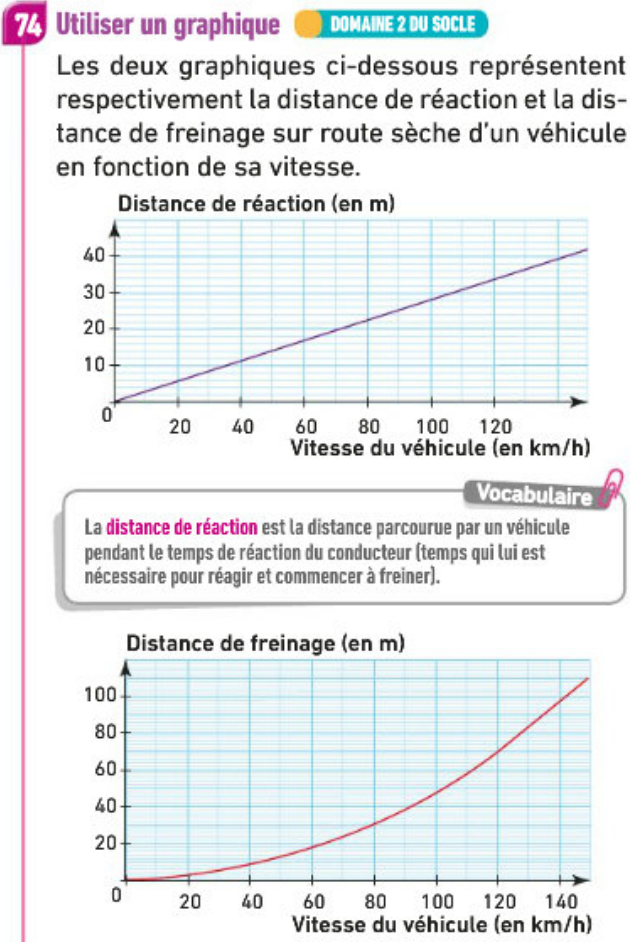 74 Utiliser un graphique DOMAINE 2 DU SOCLE
Les deux graphiques ci-dessous représentent
respectivement la distance de réaction et la dis-
tance de freinage sur route sèche d'un véhicule
en fonction de sa vitesse.
Distance de réaction (en m)
40
30
20
10
0
20 40 60 80 100 120
Vitesse du véhicule (en km/h)
Vocabulaire
La distance de réaction est la distance parcourue par un véhicule
pendant le temps de réaction du conducteur (temps qui lui est
nécessaire pour réagir et commencer à freiner).
Distance de freinage (en m)
100
80
60
40
20
0
20 40 60 80 100 120 140
Vitesse du véhicule (en km/h)